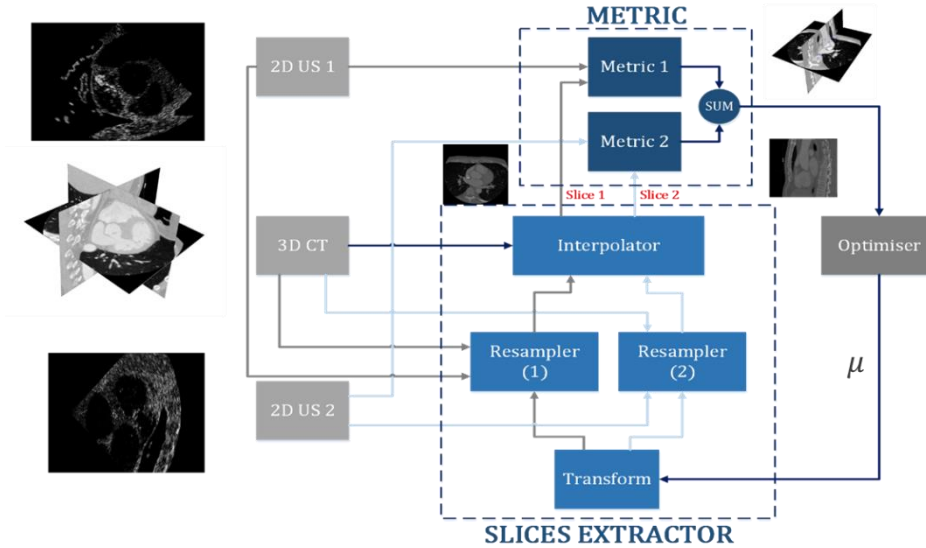 METRIC
2D US 1
Metric 1
SUM
Metric 2
Slice 1
Slice 2
3D CT
Interpolator
Optimiser
Resampler
(1)
Resampler
(2)
μ
2D US 2
Transform
SLICES EXTRACTOR